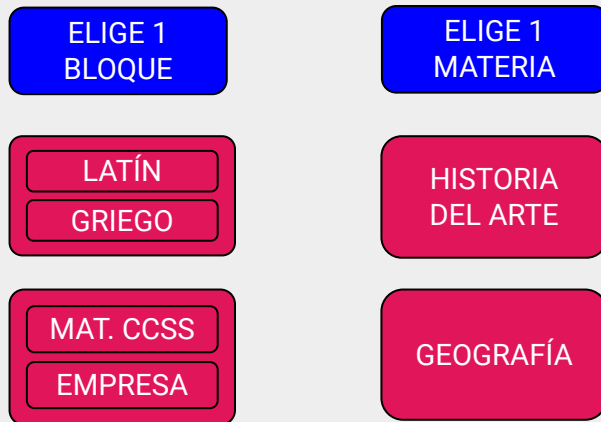 ELIGE 1
BLOQUE
LATÍN
GRIEGO
MAT. CCSS
EMPRESA
ELIGE 1
MATERIA
HISTORIA
DEL ARTE
GEOGRAFÍA